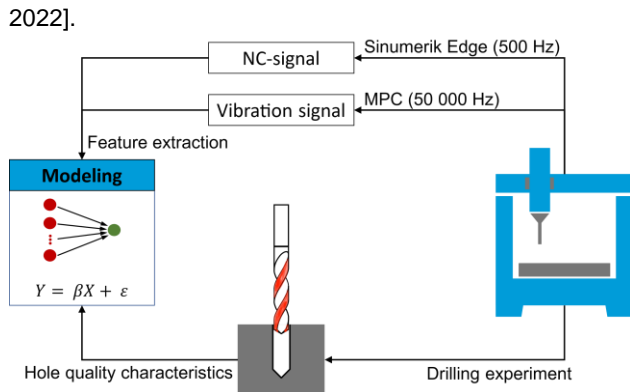 2022].
Sinumerik Edge (500 Hz)
NC-signal
MPC (50 000 Hz)
Vibration signal
Feature extraction
Modeling
Y = βX + ε
Hole quality characteristics
Drilling experiment